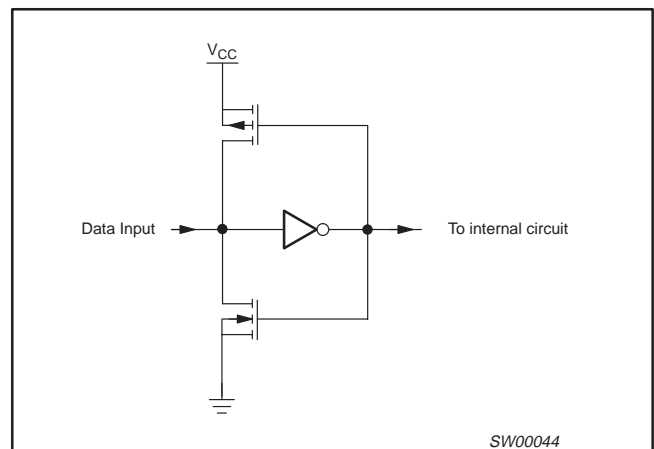 VCC
Data Input
To internal circuit
SW00044